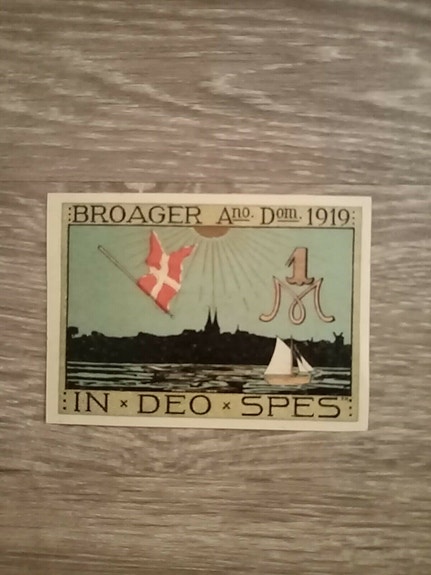 BROAGER Ano. Dom. 1919
1
M
IN × DEO × SPES